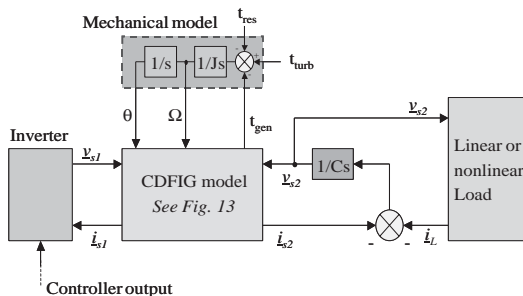 t_res
Mechanical model
1/s
1/Js
+
-
-
t_turb
θ
Ω
t_gen
v_s2
Inverter
v_s1
CDFIG model
See Fig. 13
v_s2
1/Cs
Linear or
nonlinear
Load
i_s1
i_s2
-
-
i_L
Controller output